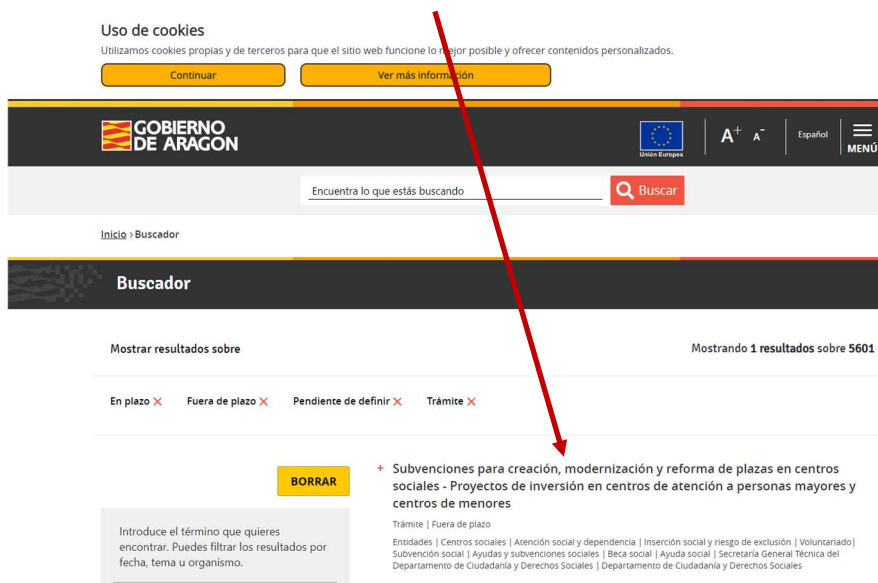 Uso de cookies
Utilizamos cookies propias y de terceros para que el sitio web funcione lo mejor posible y ofrecer contenidos personalizados.
Continuar
Ver más información
GOBIERNO
DE ARAGON
Unión Europea
A+ A-
Español
MENÚ
Encuentra lo que estás buscando
Buscar
Inicio › Buscador
Buscador
Mostrar resultados sobre
Mostrando 1 resultados sobre 5601
En plazo
Fuera de plazo
Pendiente de definir
Trámite
BORRAR
+ Subvenciones para creación, modernización y reforma de plazas en centros
sociales - Proyectos de inversión en centros de atención a personas mayores y
centros de menores
Trámite | Fuera de plazo
Entidades | Centros sociales | Atención social y dependencia | Inserción social y riesgo de exclusión | Voluntariado|
Subvención social | Ayudas y subvenciones sociales | Beca social | Ayuda social | Secretaría General Técnica del
Departamento de Ciudadanía y Derechos Sociales | Departamento de Ciudadanía y Derechos Sociales
Introduce el término que quieres
encontrar. Puedes filtrar los resultados por
fecha, tema u organismo.